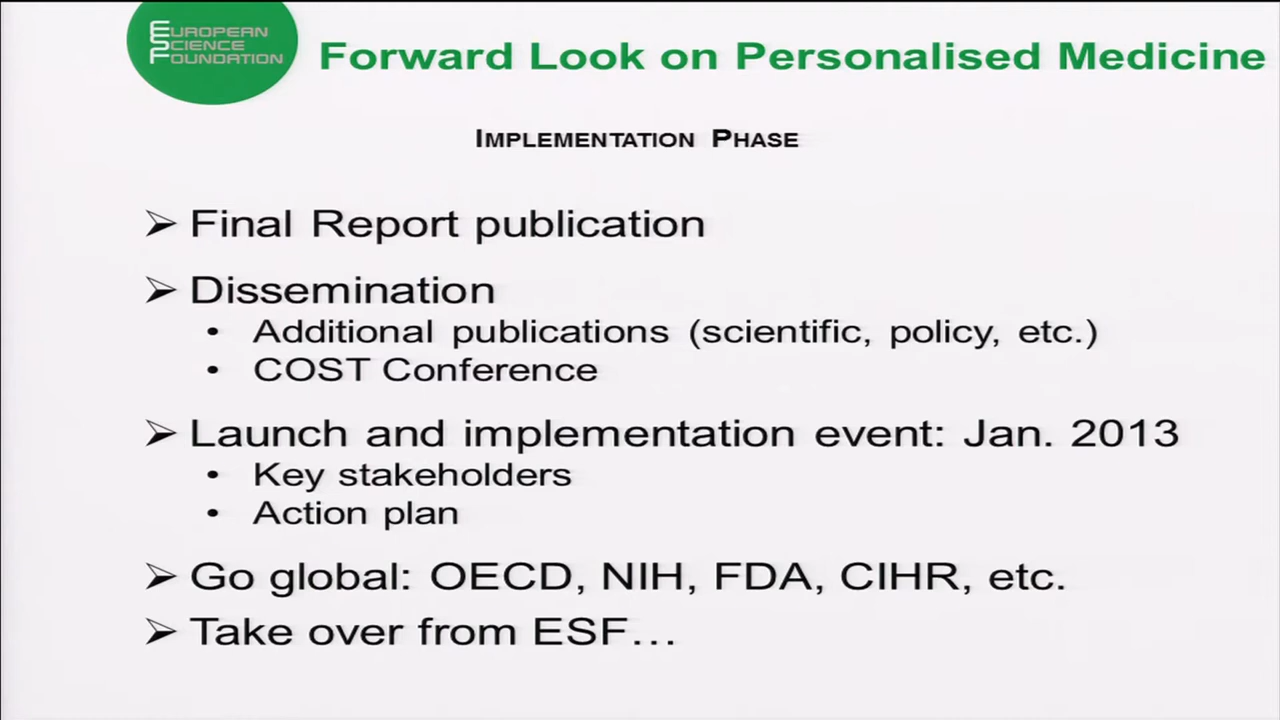 EUROPEAN
SCIENCE
FOUNDATION
Forward Look on Personalised Medicine
IMPLEMENTATION PHASE
➢ Final Report publication
➢ Dissemination
• Additional publications (scientific, policy, etc.)
• COST Conference
➢ Launch and implementation event: Jan. 2013
• Key stakeholders
• Action plan
➢ Go global: OECD, NIH, FDA, CIHR, etc.
➢ Take over from ESF…